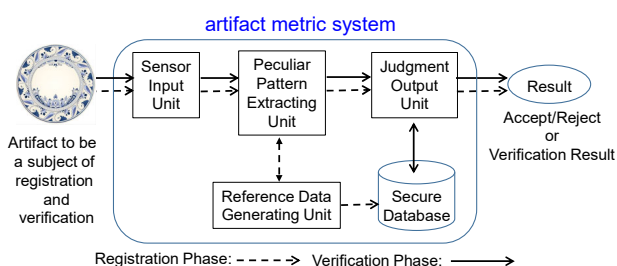 artifact metric system
Sensor
Input
Unit
Peculiar
Pattern
Extracting
Unit
Judgment
Output
Unit
Result
Artifact to be
a subject of
registration
and
verification
Accept/Reject
or
Verification Result
Reference Data
Generating Unit
Secure
Database
Registration Phase:
Verification Phase: